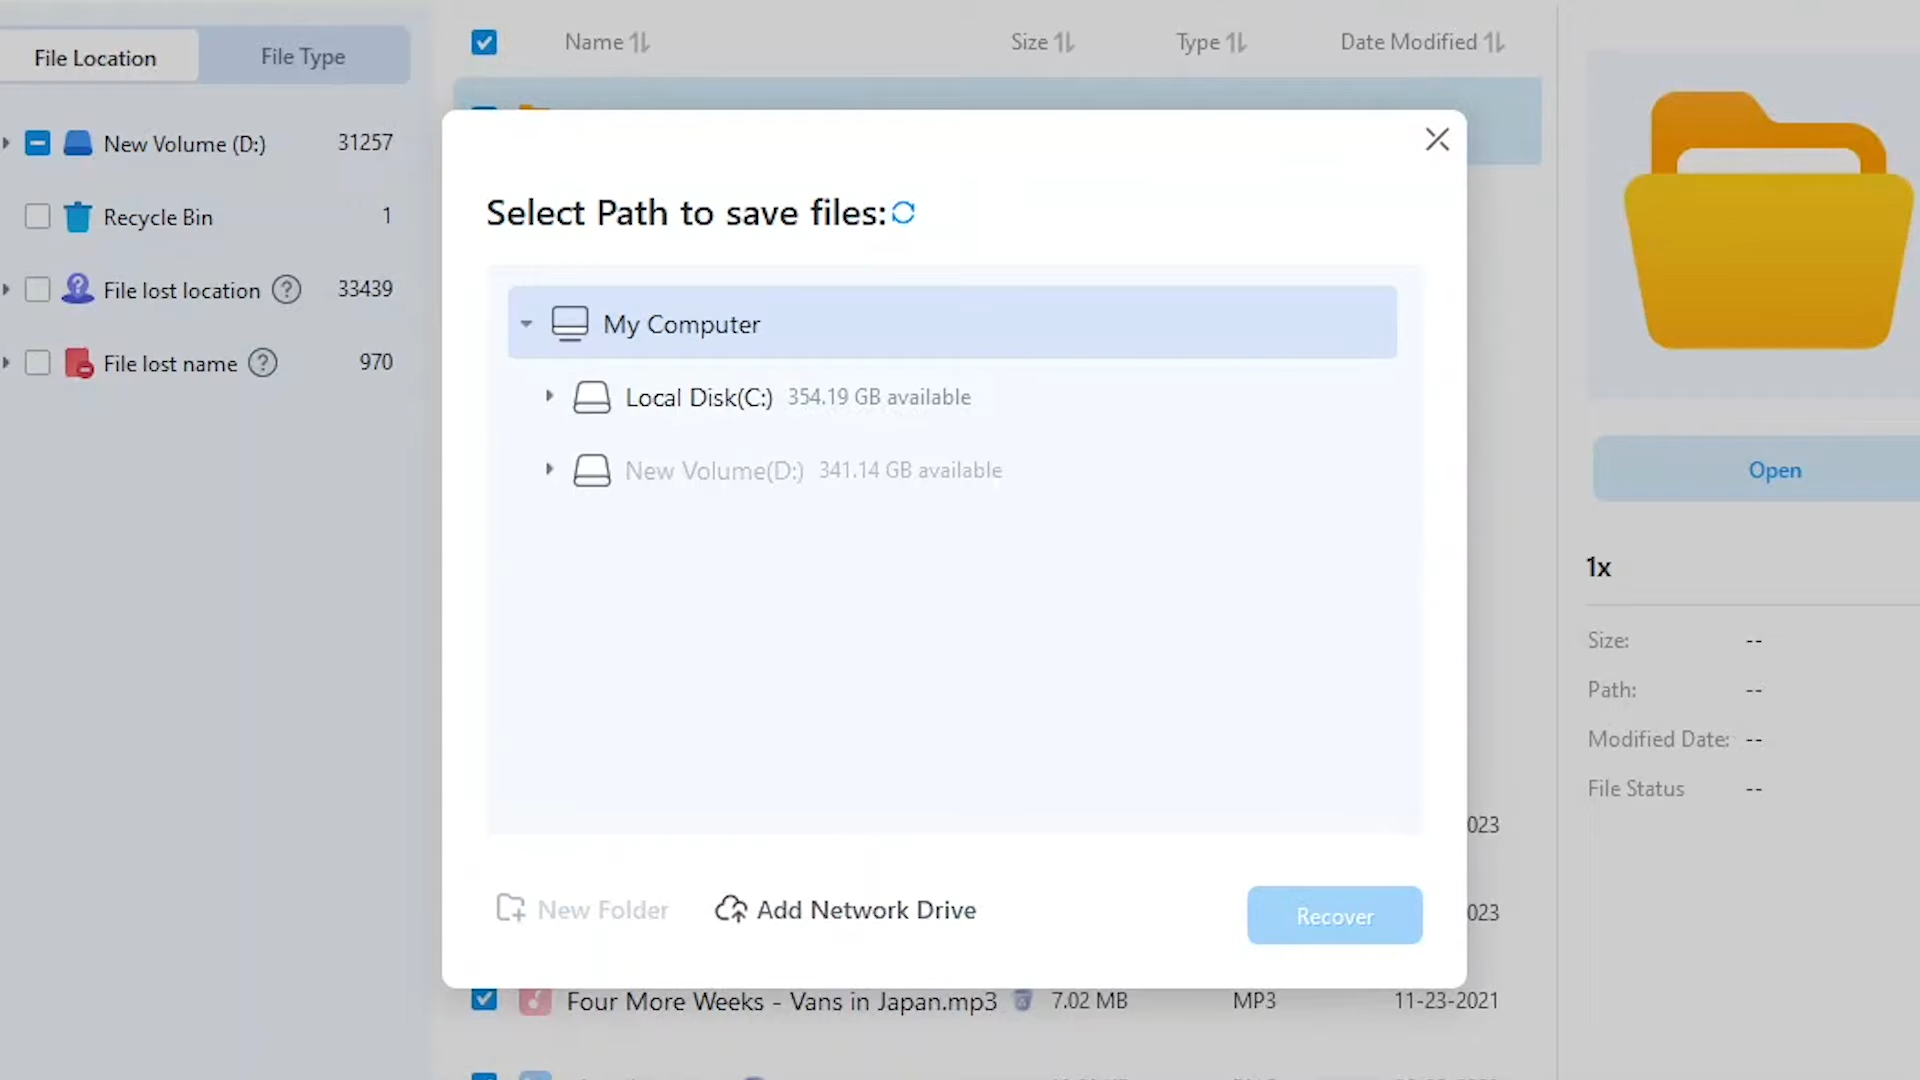 File Location
File Type
Name
Size
Type
Date Modified
New Volume (D:) 31257
Recycle Bin 1
File lost location ? 33439
File lost name ? 970
Select Path to save files:
My Computer
Local Disk(C:) 354.19 GB available
New Volume(D:) 341.14 GB available
New Folder
Add Network Drive
Recover
023
023
Four More Weeks - Vans in Japan.mp3 7.02 MB MP3 11-23-2021
Open
1x
Size: --
Path: --
Modified Date: --
File Status --